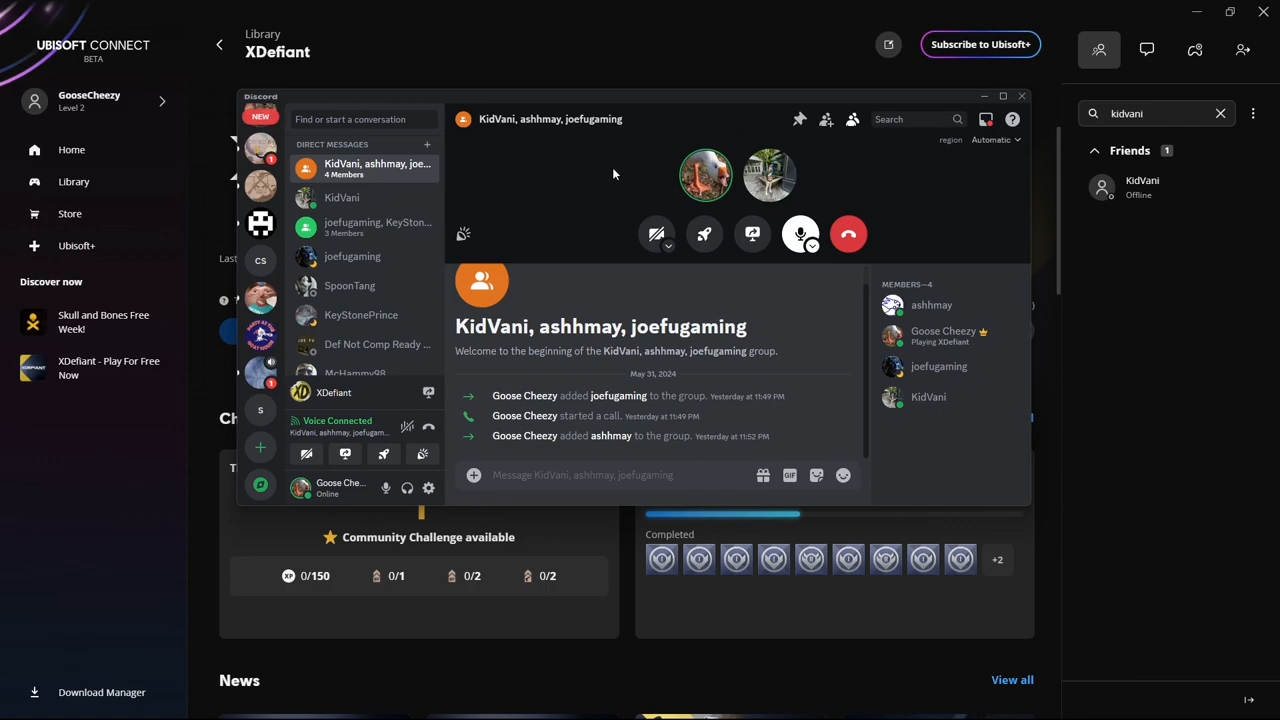 UBISOFT CONNECT
BETA
GooseCheezy
Level 2
Home
Library
Store
Ubisoft+
Discover now
Skull and Bones Free
Week!
XDefiant - Play For Free
Now
Download Manager
Library
XDefiant
Subscribe to Ubisoft+
Discord
NEW
1
CS
1
S
Find or start a conversation
DIRECT MESSAGES
KidVani, ashhmay, joe...
4 Members
KidVani
joefugaming, KeySton...
3 Members
joefugaming
SpoonTang
KeyStonePrince
Def Not Comp Ready ...
McHammy98
XDefiant
Voice Connected
KidVani, ashhmay, joefugam...
Goose Che...
Online
KidVani, ashhmay, joefugaming
Search
region
Automatic
KidVani, ashhmay, joefugaming
Welcome to the beginning of the KidVani, ashhmay, joefugaming group.
May 31, 2024
Goose Cheezy added joefugaming to the group. Yesterday at 11:49 PM
Goose Cheezy started a call. Yesterday at 11:49 PM
Goose Cheezy added ashhmay to the group. Yesterday at 11:52 PM
Message KidVani, ashhmay, joefugaming
GIF
MEMBERS—4
ashhmay
Goose Cheezy
Playing XDefiant
joefugaming
KidVani
Last
Ch
T
Community Challenge available
XP 0/150
0/1
0/2
0/2
Completed
+2
News
View all
kidvani
Friends 1
KidVani
Offline